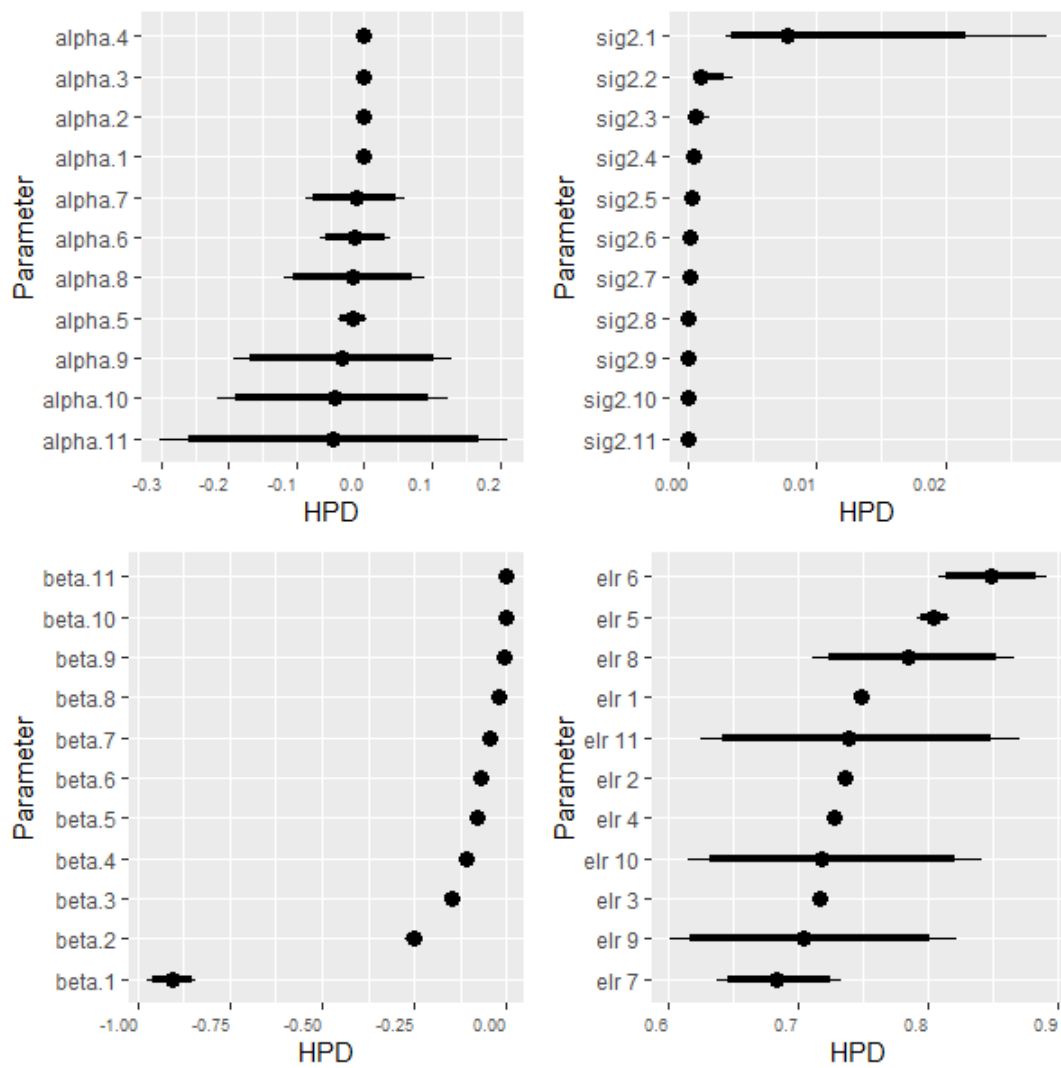 alpha.4
alpha.3
alpha.2
alpha.1
alpha.7
alpha.6
alpha.8
alpha.5
alpha.9
alpha.10
alpha.11
Parameter
-0.3 -0.2 -0.1 0.0 0.1 0.2
HPD
sig2.1
sig2.2
sig2.3
sig2.4
sig2.5
sig2.6
sig2.7
sig2.8
sig2.9
sig2.10
sig2.11
Parameter
0.00 0.01 0.02
HPD
beta.11
beta.10
beta.9
beta.8
beta.7
beta.6
beta.5
beta.4
beta.3
beta.2
beta.1
Parameter
-1.00 -0.75 -0.50 -0.25 0.00
HPD
elr 6
elr 5
elr 8
elr 1
elr 11
elr 2
elr 4
elr 10
elr 3
elr 9
elr 7
Parameter
0.6 0.7 0.8 0.9
HPD